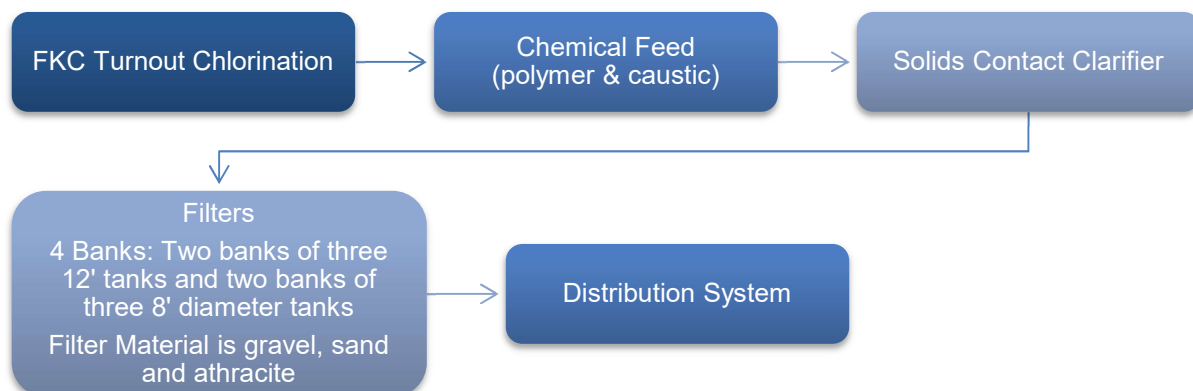 FKC Turnout Chlorination
Chemical Feed
(polymer & caustic)
Solids Contact Clarifier
Filters
4 Banks: Two banks of three
12' tanks and two banks of
three 8' diameter tanks
Filter Material is gravel, sand
and athracite
Distribution System